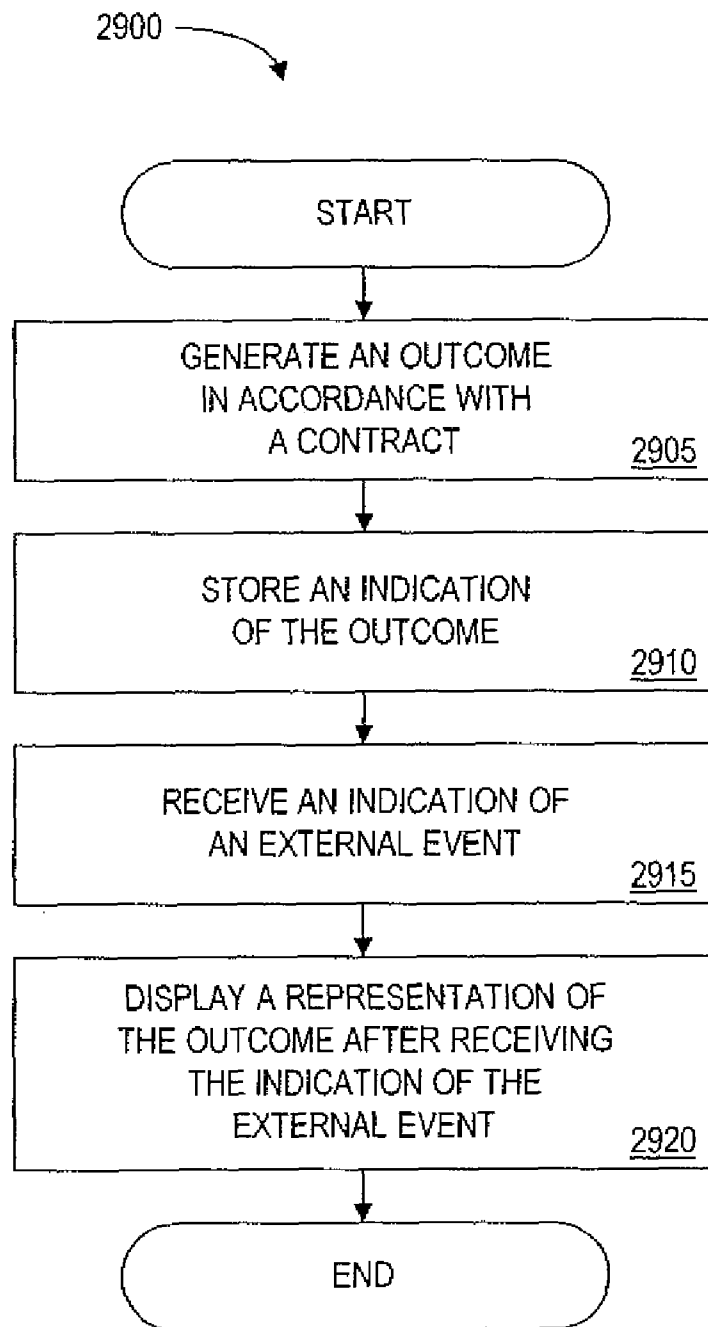 2900
START
GENERATE AN OUTCOME
IN ACCORDANCE WITH
A CONTRACT
2905
STORE AN INDICATION
OF THE OUTCOME
2910
RECEIVE AN INDICATION OF
AN EXTERNAL EVENT
2915
DISPLAY A REPRESENTATION OF
THE OUTCOME AFTER RECEIVING
THE INDICATION OF THE
EXTERNAL EVENT
2920
END